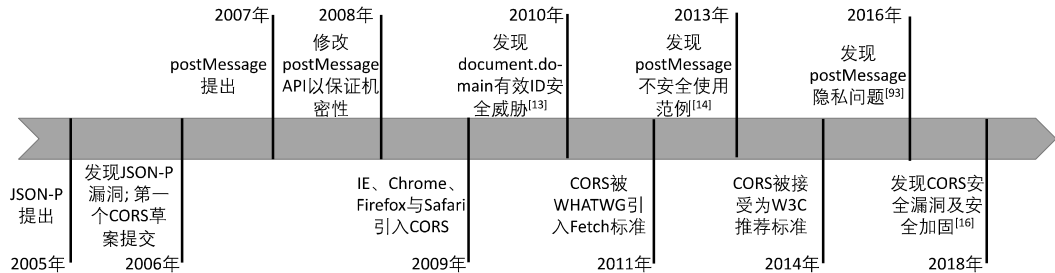 2007年
postMessage
提出
2008年
修改
postMessage
API以保证机
密性
2010年
发现
document.do-
main有效ID安
全威胁[13]
2013年
发现
postMessage
不安全使用
范例[14]
2016年
发现
postMessage
隐私问题[93]
JSON-P
提出
2005年
发现JSON-P
漏洞; 第一
个CORS草
案提交
2006年
IE、Chrome、
Firefox与Safari
引入CORS
2009年
CORS被
WHATWG引
入Fetch标准
2011年
CORS被接
受为W3C
推荐标准
2014年
发现CORS安
全漏洞及安
全加固[16]
2018年